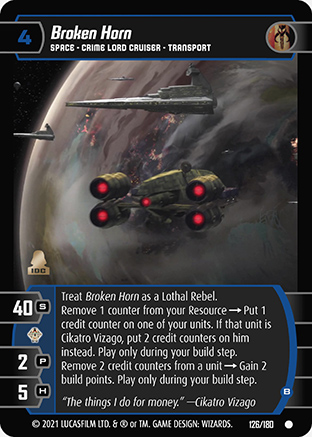 4 Broken Horn
SPACE • CRIME LORD CRUISER • TRANSPORT
IDC
40 S
2 P
5 H
Treat Broken Horn as a Lothal Rebel.
Remove 1 counter from your Resource → Put 1
credit counter on one of your units. If that unit is
Cikatro Vizago, put 2 credit counters on him
instead. Play only during your build step.
Remove 2 credit counters from a unit → Gain 2
build points. Play only during your build step.
B
“The things I do for money.” —Cikatro Vizago
© 2021 LUCASFILM LTD. & ® or TM. GAME DESIGN: WIZARDS. 126/180